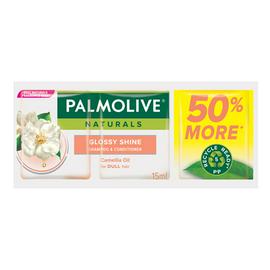 PALMOLIVE
NATURALS
GLOSSY SHINE
SHAMPOO & CONDITIONER
Camellia Oil
for DULL hair
15ml
50%
MORE*
RECYCLE READY*
PP